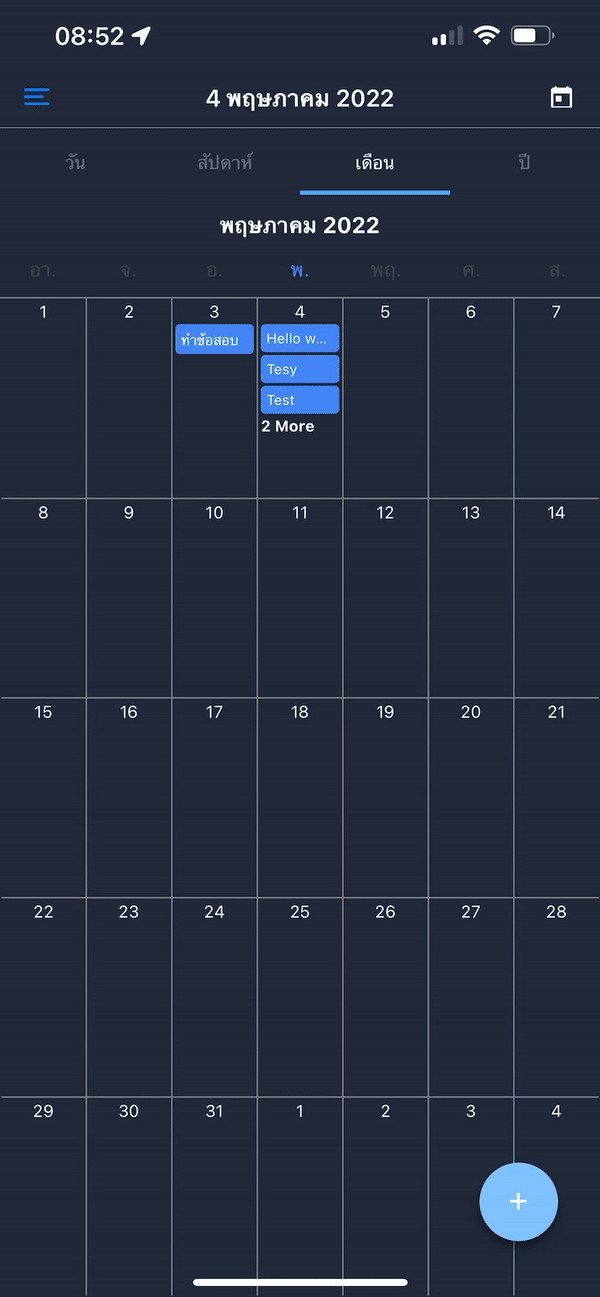 08:52
4 พฤษภาคม 2022
วัน สัปดาห์ เดือน ปี
พฤษภาคม 2022
อา. จ. อ. พ. พฤ. ศ. ส.
1 2 3 4 5 6 7
ทำข้อสอบ Hello w...
Tesy
Test
2 More
8 9 10 11 12 13 14
15 16 17 18 19 20 21
22 23 24 25 26 27 28
29 30 31 1 2 3 4
+